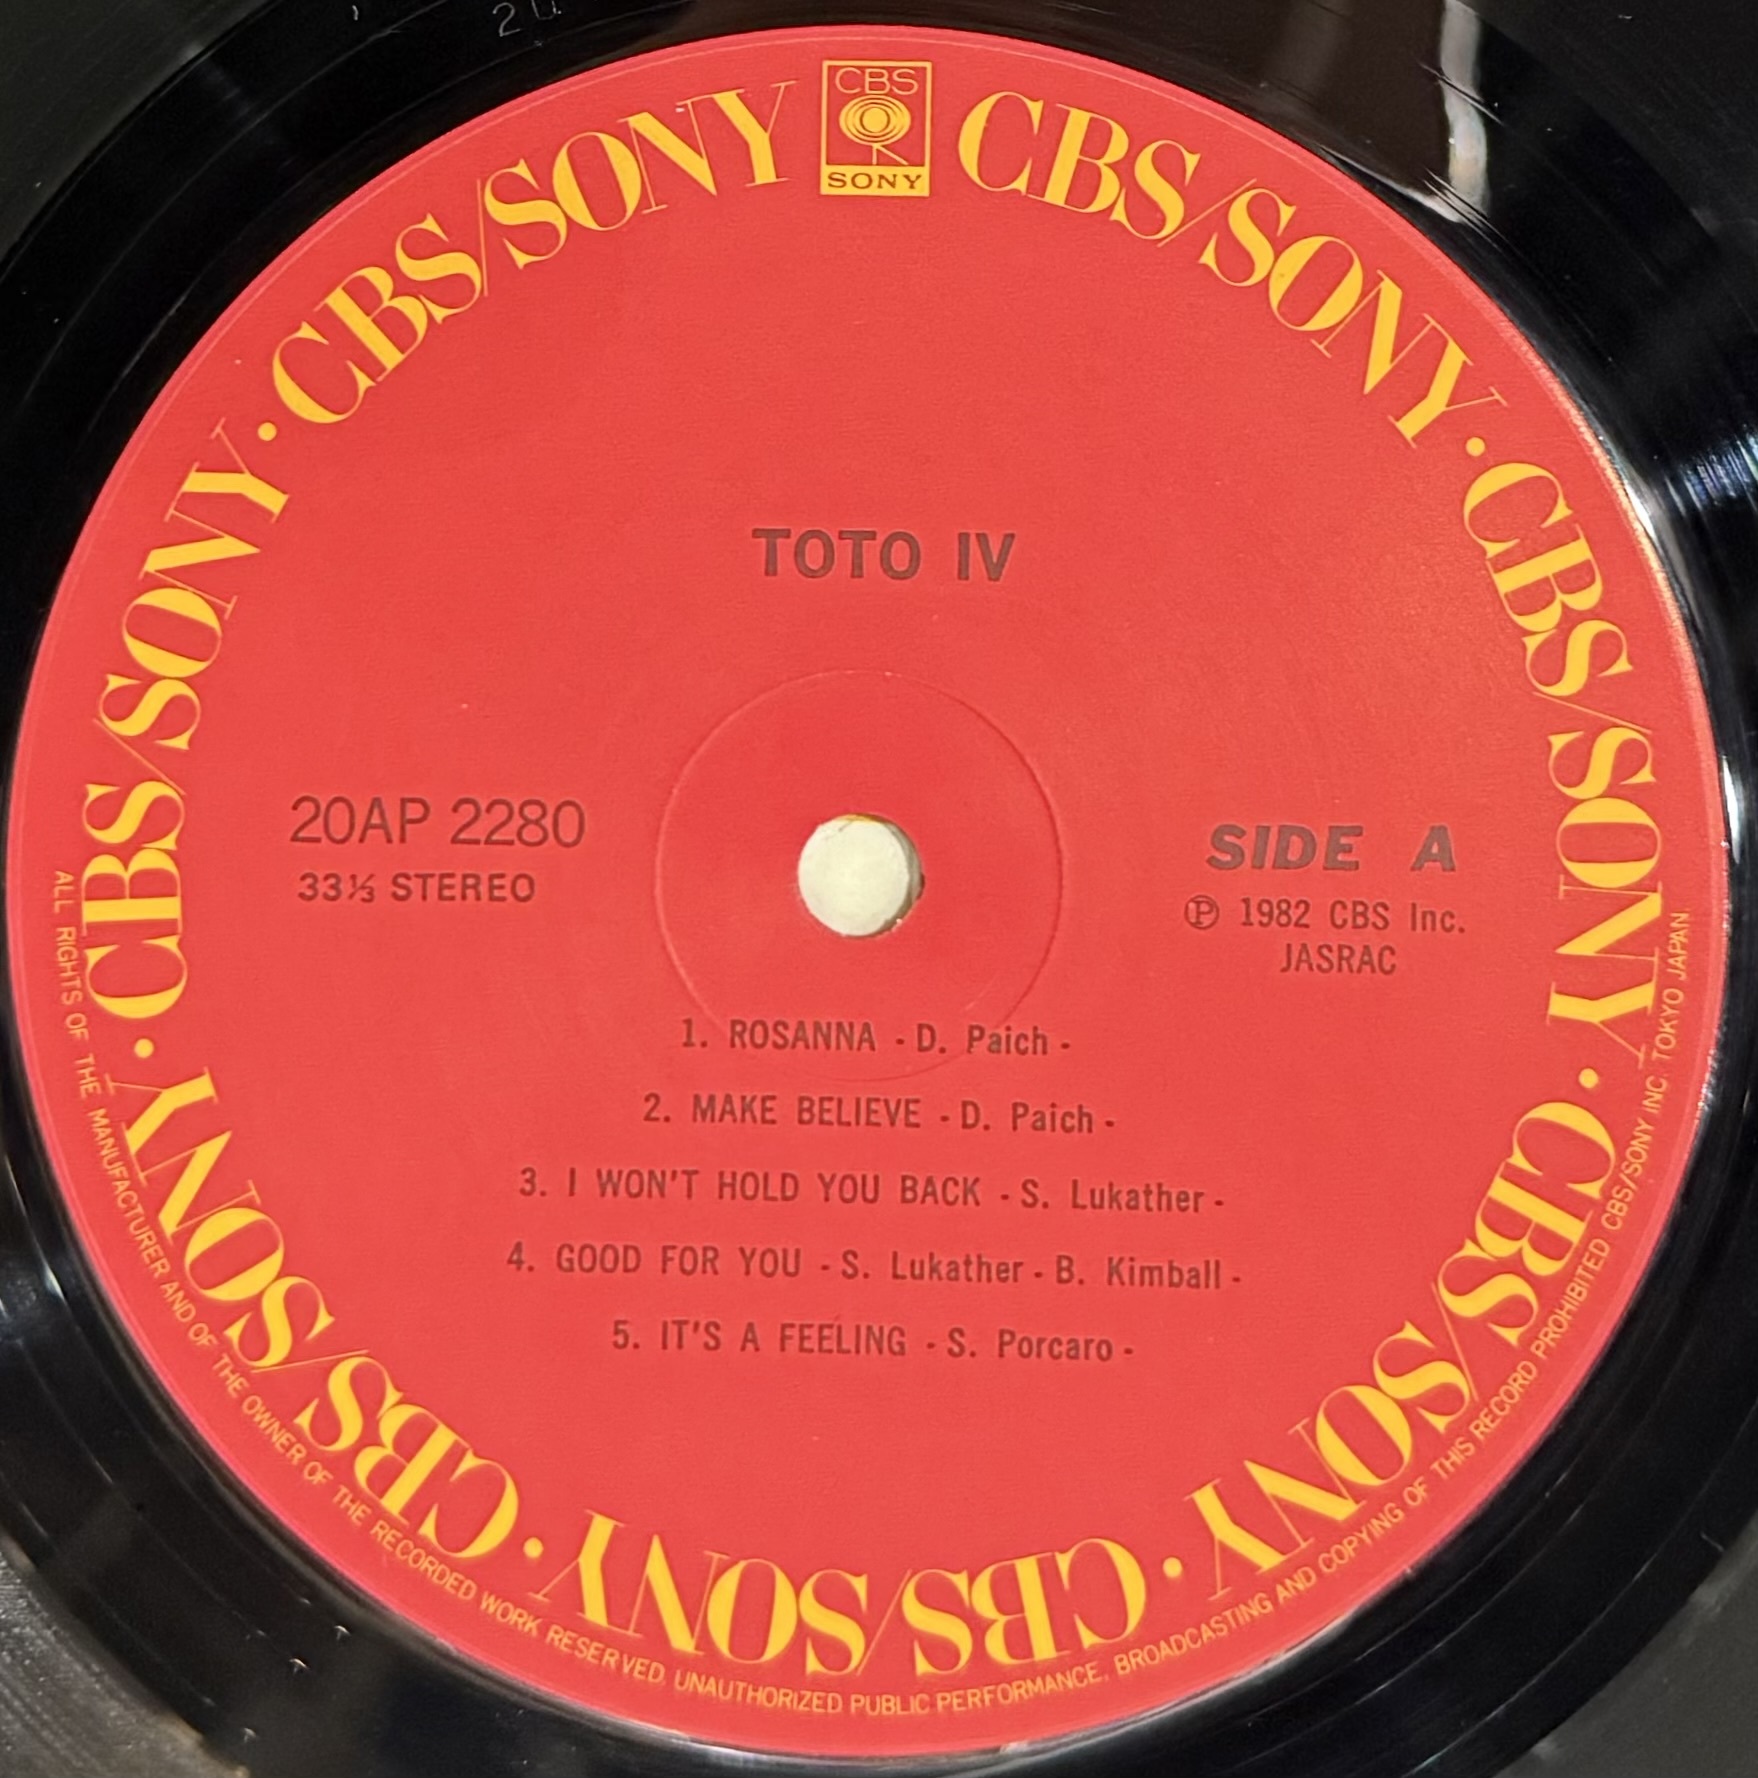 CBS
SONY
CBS/SONY · CBS/SONY · CBS/SONY · CBS/SONY · CBS/SONY · CBS/SONY · CBS/SONY
TOTO IV
20AP 2280
33⅓ STEREO
SIDE A
Ⓟ 1982 CBS Inc.
JASRAC
1. ROSANNA - D. Paich -
2. MAKE BELIEVE - D. Paich -
3. I WON'T HOLD YOU BACK - S. Lukather -
4. GOOD FOR YOU - S. Lukather - B. Kimball -
5. IT'S A FEELING - S. Porcaro -
ALL RIGHTS OF THE MANUFACTURER AND OF THE OWNER OF THE RECORDED WORK RESERVED. UNAUTHORIZED PUBLIC PERFORMANCE, BROADCASTING AND COPYING OF THIS RECORD PROHIBITED CBS/SONY INC. TOKYO JAPAN.